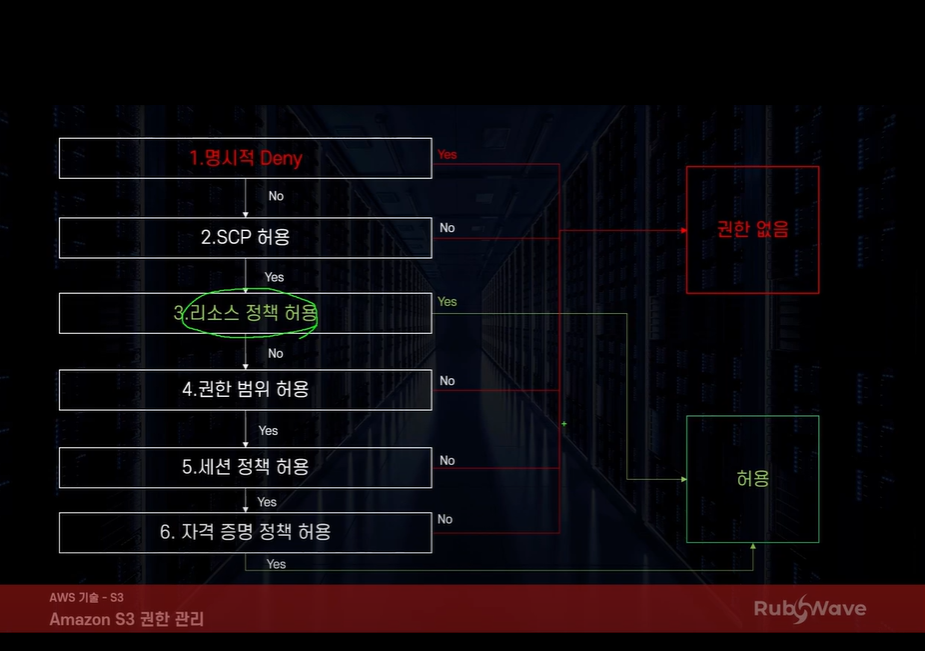 1.명시적 Deny
Yes
No
2.SCP 허용
No
Yes
3.리소스 정책 허용
Yes
No
4.권한 범위 허용
No
Yes
5.세션 정책 허용
No
Yes
6. 자격 증명 정책 허용
No
Yes
권한 없음
허용
AWS 기술 - S3
Amazon S3 권한 관리
RubyWave